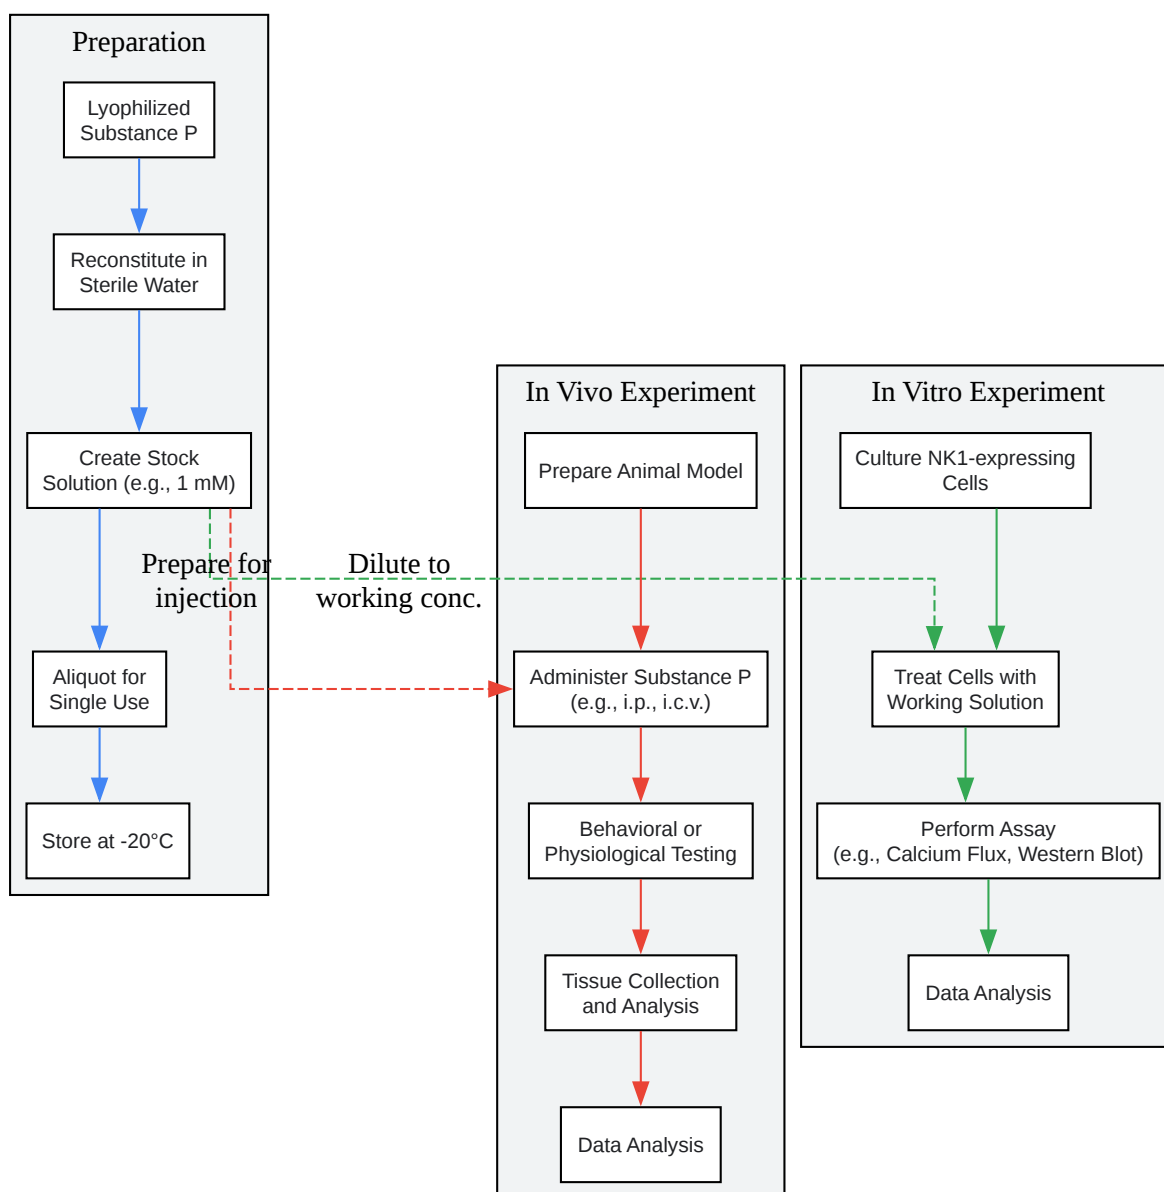 Preparation
Lyophilized
Substance P
Reconstitute in
Sterile Water
Create Stock
Solution (e.g., 1 mM)
Prepare for
injection
Dilute to
working conc.
Aliquot for
Single Use
Store at -20°C
In Vivo Experiment
Prepare Animal Model
Administer Substance P
(e.g., i.p., i.c.v.)
Behavioral or
Physiological Testing
Tissue Collection
and Analysis
Data Analysis
In Vitro Experiment
Culture NK1-expressing
Cells
Treat Cells with
Working Solution
Perform Assay
(e.g., Calcium Flux, Western Blot)
Data Analysis